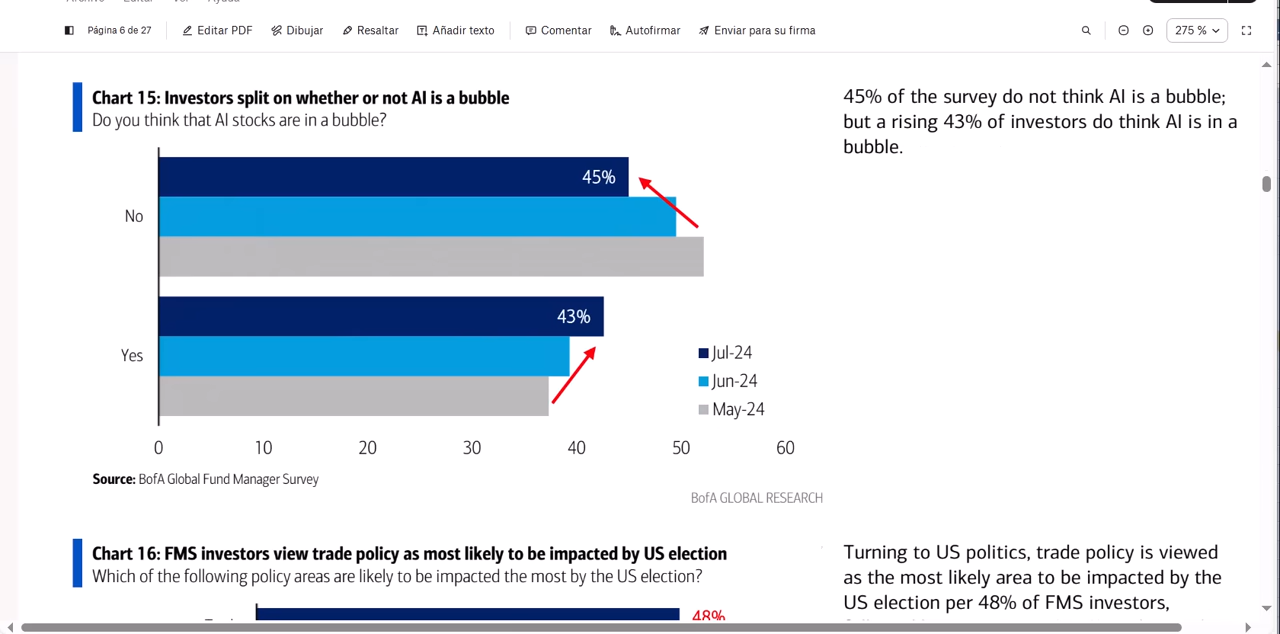 Página 6 de 27
Editar PDF
Dibujar
Resaltar
Añadir texto
Comentar
Autofirmar
Enviar para su firma
275 %
Chart 15: Investors split on whether or not AI is a bubble
Do you think that AI stocks are in a bubble?
45% of the survey do not think AI is a bubble;
but a rising 43% of investors do think AI is in a
bubble.
45%
No
43%
Yes
Jul-24
Jun-24
May-24
0 10 20 30 40 50 60
Source: BofA Global Fund Manager Survey
BofA GLOBAL RESEARCH
Chart 16: FMS investors view trade policy as most likely to be impacted by US election
Which of the following policy areas are likely to be impacted the most by the US election?
48%
Turning to US politics, trade policy is viewed
as the most likely area to be impacted by the
US election per 48% of FMS investors,